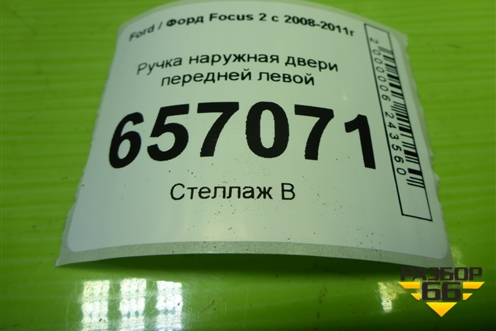 Ford / Форд Focus 2 с 2008-2011г
Ручка наружная двери
передней левой
657071
Стеллаж В
2000006243560
РАЗБОР
66